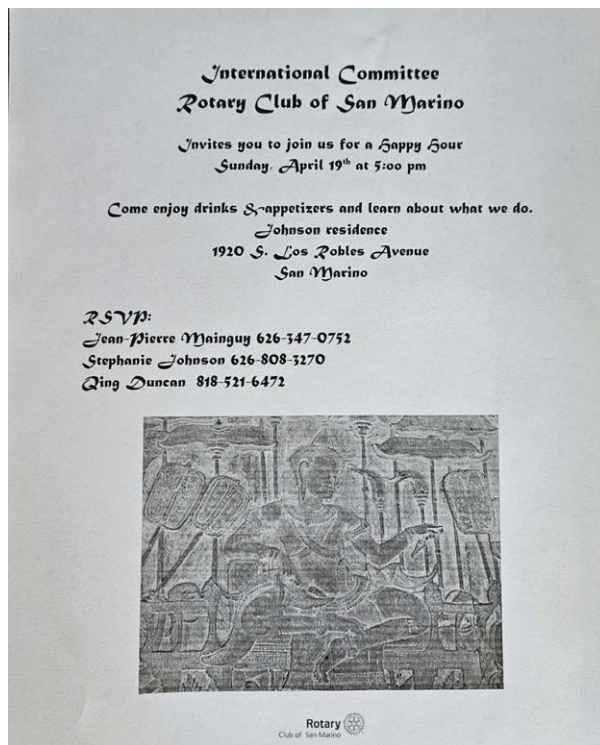 International Committee
Rotary Club of San Marino
Invites you to join us for a Happy Hour
Sunday, April 19th at 5:00 pm
Come enjoy drinks & appetizers and learn about what we do.
Johnson residence
1920 S. Los Robles Avenue
San Marino
RSVP:
Jean-Pierre Mainguy 626-347-0752
Stephanie Johnson 626-808-3270
Qing Duncan 818-521-6472
Rotary
Club of San Marino